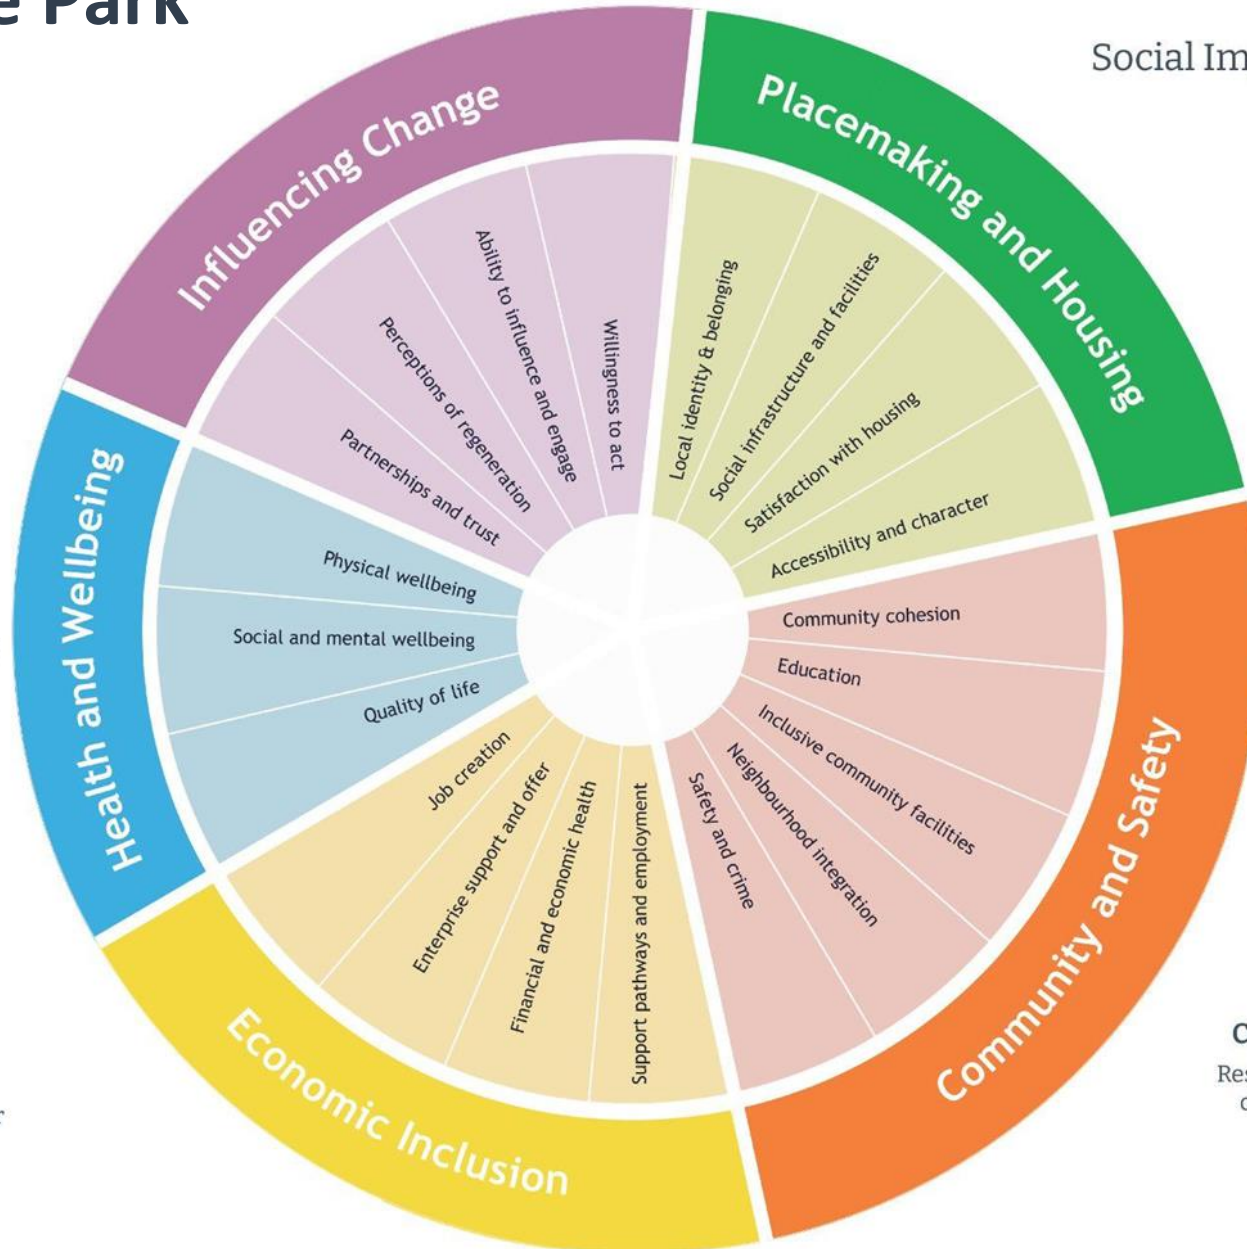 e Park
Social Im
Influencing Change
Placemaking and Housing
Community and Safety
Economic Inclusion
Health and Wellbeing
Partnerships and trust
Perceptions of regeneration
Ability to influence and engage
Willingness to act
Local identity & belonging
Social infrastructure and facilities
Satisfaction with housing
Accessibility and character
Community cohesion
Education
Inclusive community facilities
Neighbourhood integration
Safety and crime
Support pathways and employment
Financial and economic health
Enterprise support and offer
Job creation
Quality of life
Social and mental wellbeing
Physical wellbeing
Res